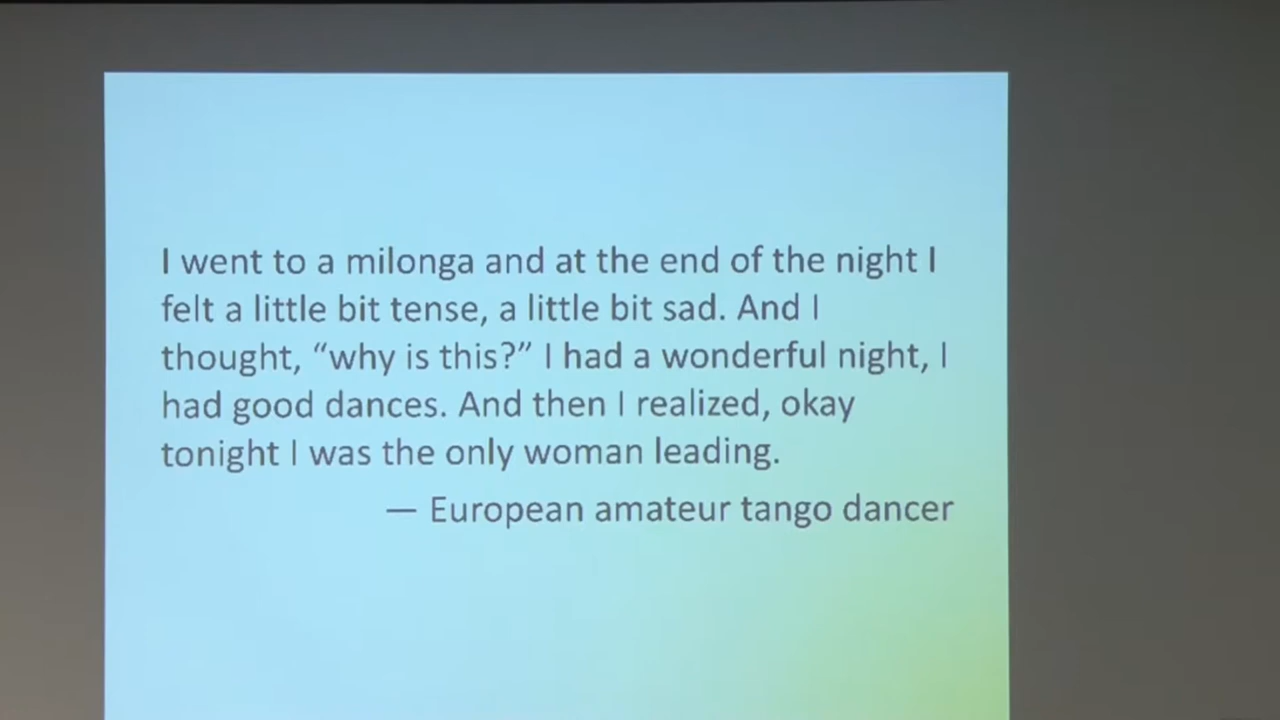 I went to a milonga and at the end of the night I
felt a little bit tense, a little bit sad. And I
thought, “why is this?” I had a wonderful night, I
had good dances. And then I realized, okay
tonight I was the only woman leading.
— European amateur tango dancer